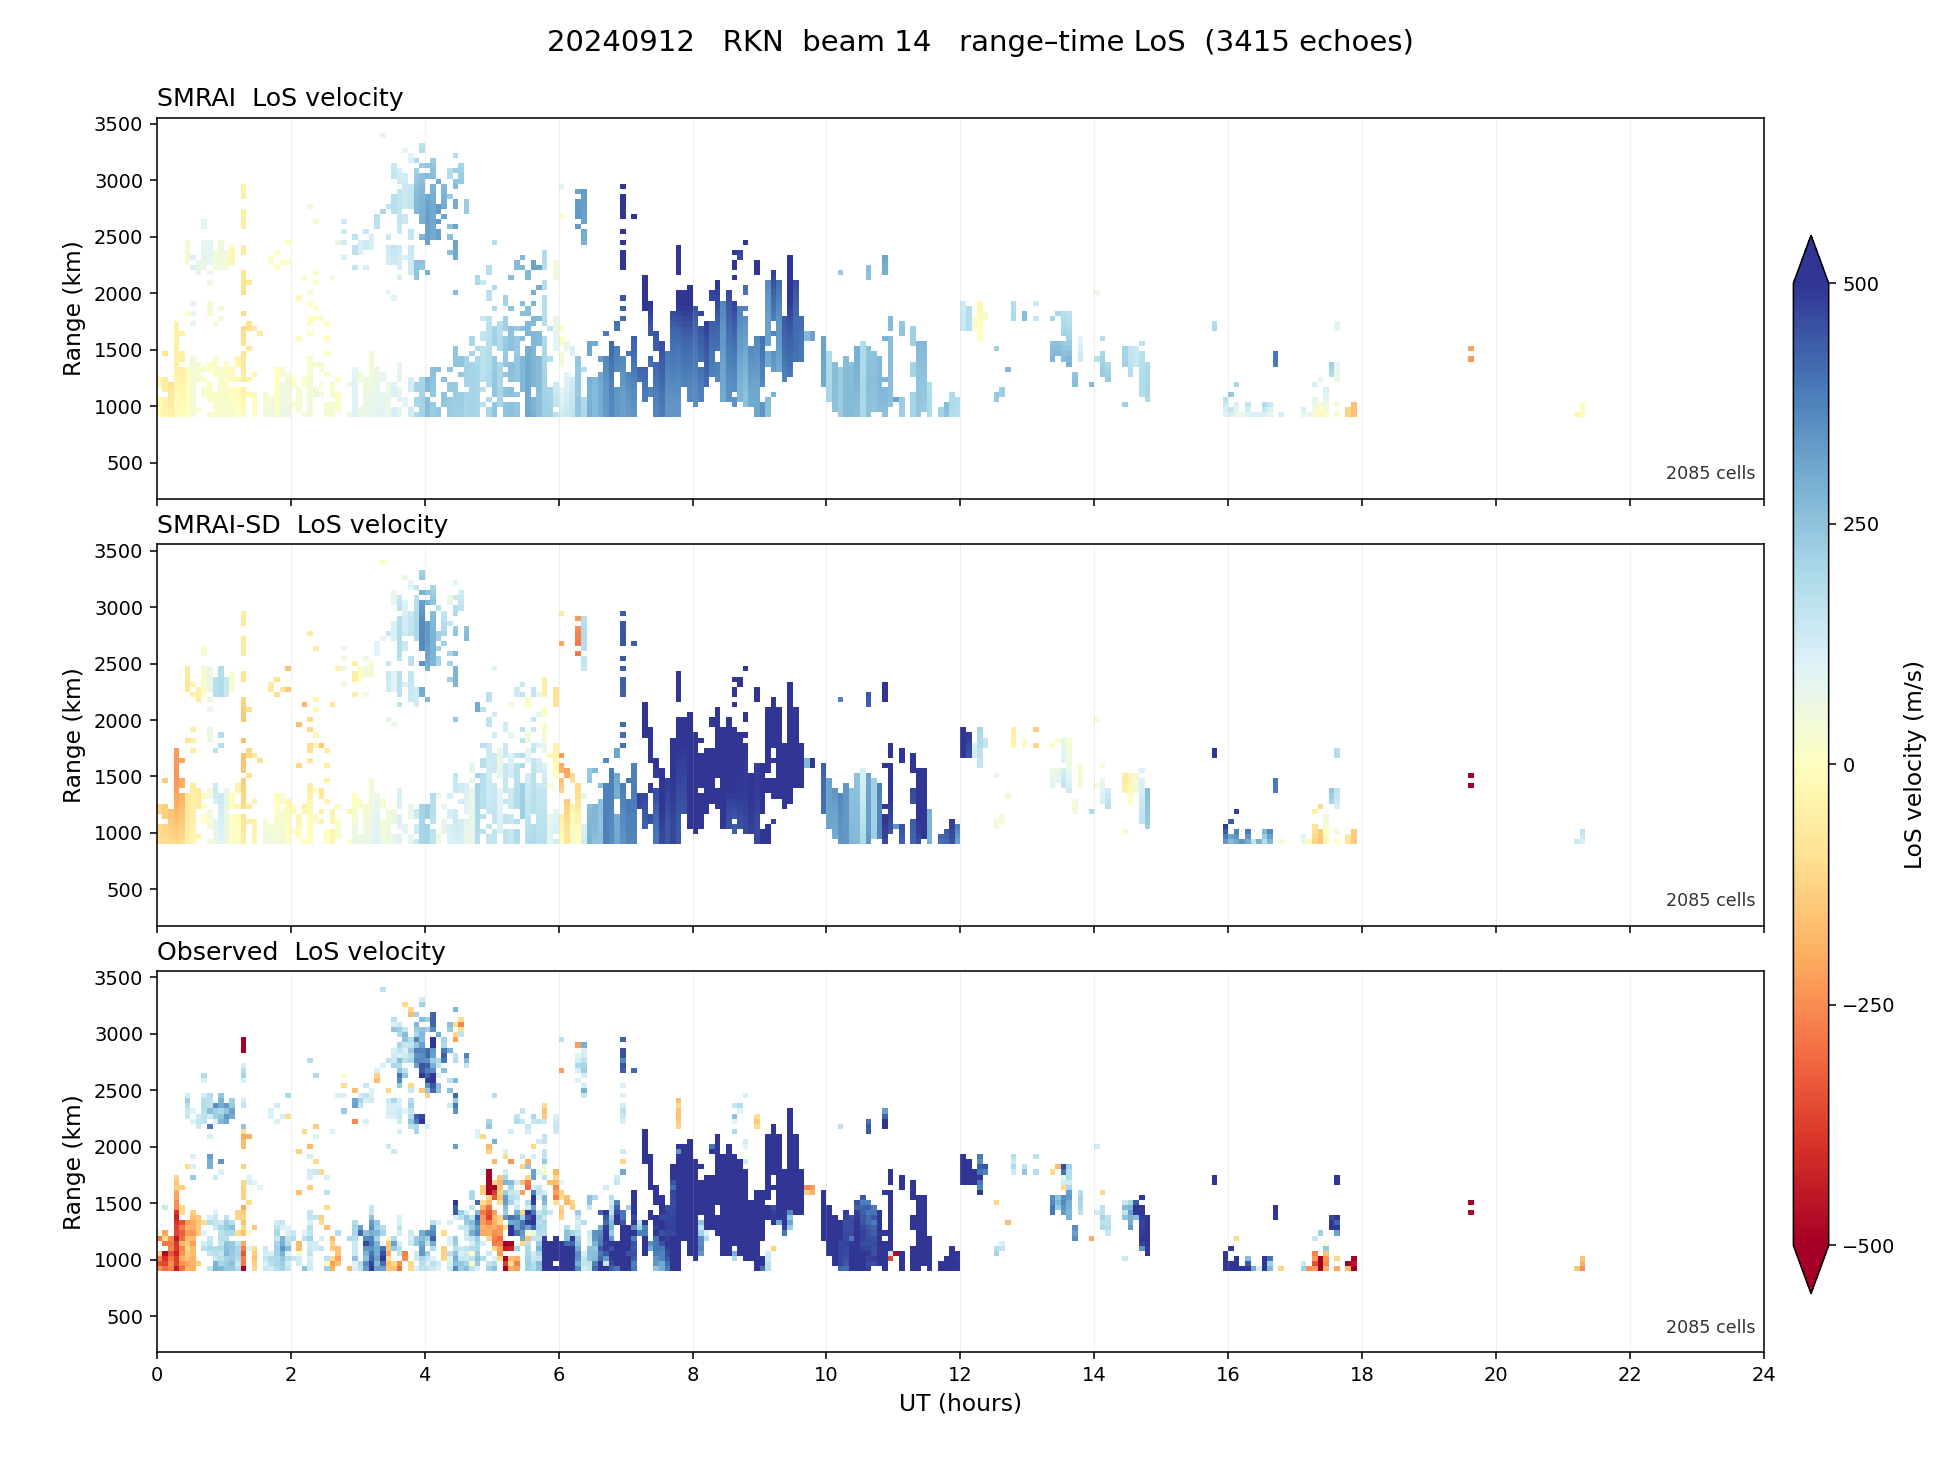 20240912   RKN  beam 14   range–time LoS  (3415 echoes)
SMRAI  LoS velocity
3500
3000
2500
2000
1500
1000
500
Range (km)
2085 cells
SMRAI-SD  LoS velocity
3500
3000
2500
2000
1500
1000
500
Range (km)
2085 cells
Observed  LoS velocity
3500
3000
2500
2000
1500
1000
500
Range (km)
2085 cells
0 2 4 6 8 10 12 14 16 18 20 22 24
UT (hours)
500
250
0
−250
−500
LoS velocity (m/s)